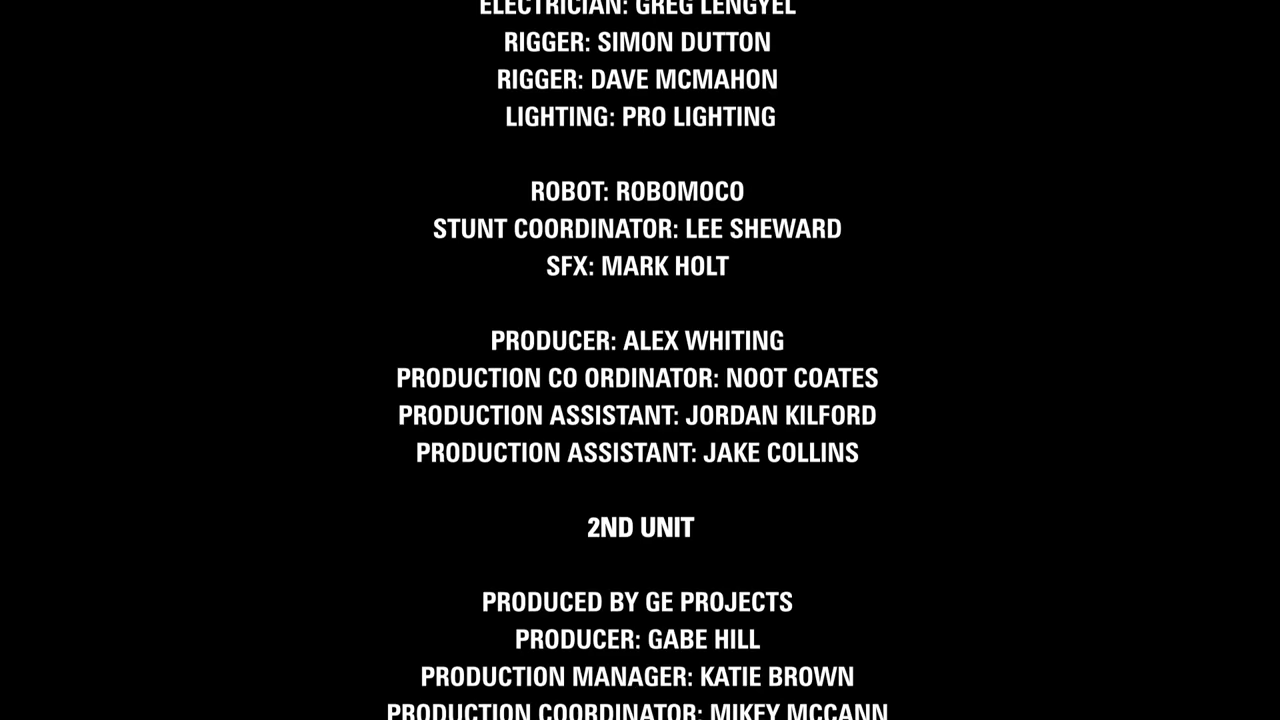 ELECTRICIAN: GREG LENGYEL
RIGGER: SIMON DUTTON
RIGGER: DAVE MCMAHON
LIGHTING: PRO LIGHTING
ROBOT: ROBOMOCO
STUNT COORDINATOR: LEE SHEWARD
SFX: MARK HOLT
PRODUCER: ALEX WHITING
PRODUCTION CO ORDINATOR: NOOT COATES
PRODUCTION ASSISTANT: JORDAN KILFORD
PRODUCTION ASSISTANT: JAKE COLLINS
2ND UNIT
PRODUCED BY GE PROJECTS
PRODUCER: GABE HILL
PRODUCTION MANAGER: KATIE BROWN
PRODUCTION COORDINATOR: MIKEY MCCANN